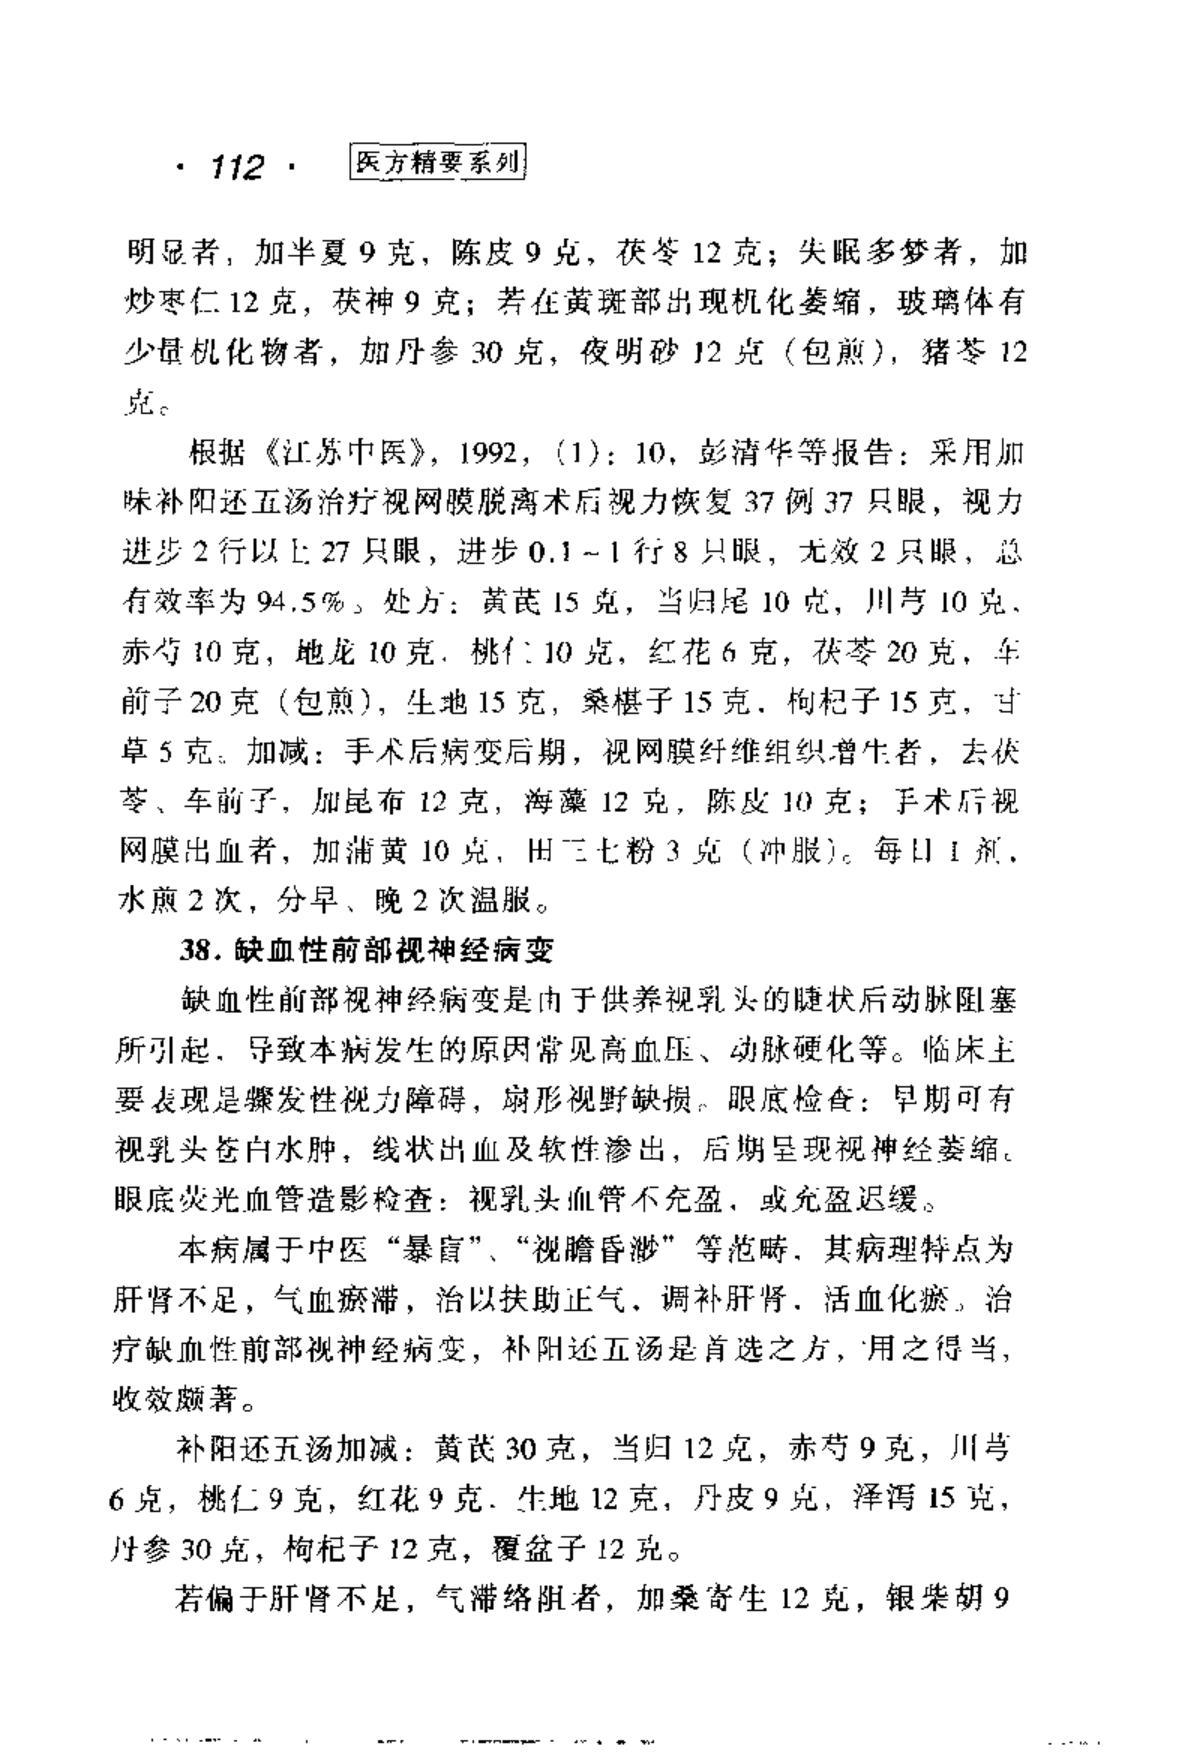 · 112 · 医方精要系列
明显者，加半夏 9 克，陈皮 9 克，茯苓 12 克；失眠多梦者，加
炒枣仁 12 克，茯神 9 克；若在黄斑部出现机化萎缩，玻璃体有
少量机化物者，加丹参 30 克，夜明砂 12 克（包煎），猪苓 12
克。
根据《江苏中医》，1992，（1）：10，彭清华等报告：采用加
味补阳还五汤治疗视网膜脱离术后视力恢复 37 例 37 只眼，视力
进步 2 行以上 27 只眼，进步 0.1～1 行 8 只眼，无效 2 只眼，总
有效率为 94.5％。处方：黄芪 15 克，当归尾 10 克，川芎 10 克，
赤芍 10 克，地龙 10 克，桃仁 10 克，红花 6 克，茯苓 20 克，车
前子 20 克（包煎），生地 15 克，桑椹子 15 克，枸杞子 15 克，甘
草 5 克。加减：手术后病变后期，视网膜纤维组织增生者，去茯
苓、车前子，加昆布 12 克，海藻 12 克，陈皮 10 克；手术后视
网膜出血者，加蒲黄 10 克，田三七粉 3 克（冲服）。每日 1 剂，
水煎 2 次，分早、晚 2 次温服。
38. 缺血性前部视神经病变
缺血性前部视神经病变是由于供养视乳头的睫状后动脉阻塞
所引起，导致本病发生的原因常见高血压、动脉硬化等。临床主
要表现是骤发性视力障碍，扇形视野缺损。眼底检查：早期可有
视乳头苍白水肿，线状出血及软性渗出，后期呈现视神经萎缩。
眼底荧光血管造影检查：视乳头血管不充盈，或充盈迟缓。
本病属于中医“暴盲”、“视瞻昏渺”等范畴，其病理特点为
肝肾不足，气血瘀滞，治以扶助正气，调补肝肾，活血化瘀。治
疗缺血性前部视神经病变，补阳还五汤是首选之方，用之得当，
收效颇著。
补阳还五汤加减：黄芪 30 克，当归 12 克，赤芍 9 克，川芎
6 克，桃仁 9 克，红花 9 克，生地 12 克，丹皮 9 克，泽泻 15 克，
丹参 30 克，枸杞子 12 克，覆盆子 12 克。
若偏于肝肾不足，气滞络阻者，加桑寄生 12 克，银柴胡 9